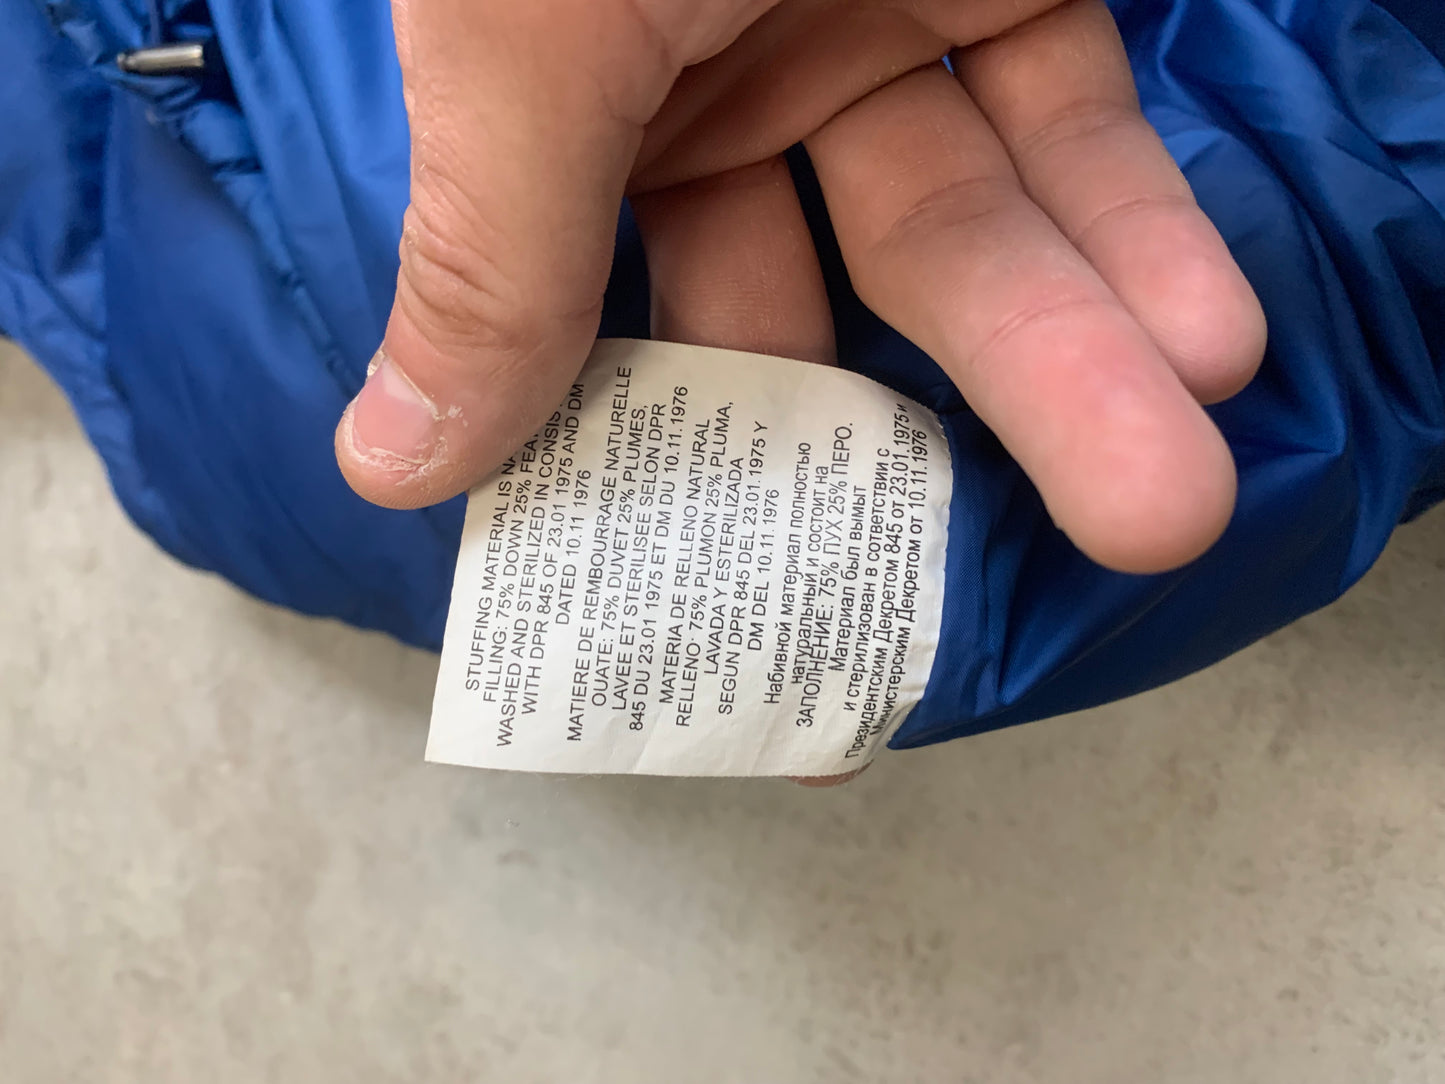 STUFFING MATERIAL IS
FILLING: 75% DOWN 25%
WASHED AND STERILIZED IN
WITH DPR 845 OF 23.01 1975 AND DM
DATED 10.11 1976
MATIERE DE REMBOURRAGE NATURELLE
OUATE: 75% DUVET 25% PLUMES,
LAVEE ET STERILISEE SELON DPR
845 DU 23.01 1975 ET DM DU 10.11.1976
MATERIA DE RELLENO NATURAL
RELLENO· 75% PLUMON 25% PLUMA,
LAVADA Y ESTERILIZADA
SEGUN DPR 845 DEL 23.01.1975 Y
DM DEL 10.11.1976
Набивной материал полностью
натуральный и состоит на
ЗАПОЛНЕНИЕ: 75% ПУХ 25% ПЕРО.
Материал был вымыт
и стерилизован в сответствии с
Президентским Декретом 845 от 23.01.1975 и
Министерским Декретом от 10.11.1976